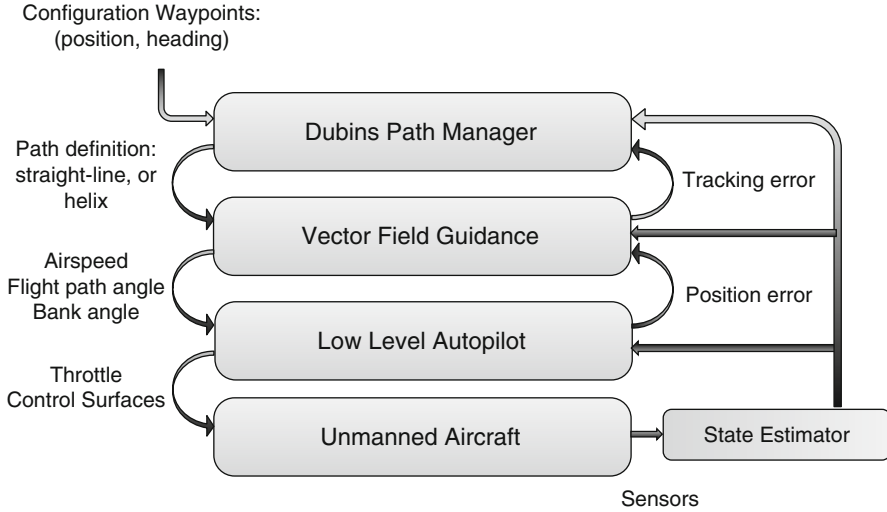 Configuration Waypoints:
(position, heading)
Dubins Path Manager
Path definition:
straight-line, or
helix
Tracking error
Vector Field Guidance
Airspeed
Flight path angle
Bank angle
Position error
Low Level Autopilot
Throttle
Control Surfaces
Unmanned Aircraft
State Estimator
Sensors